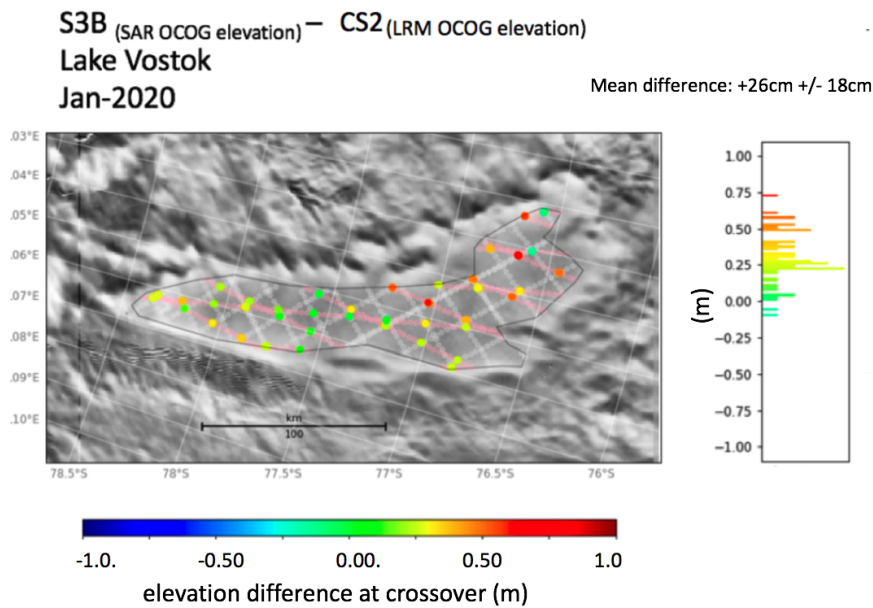 S3B (SAR OCOG elevation) – CS2 (LRM OCOG elevation)
Lake Vostok
Jan-2020
Mean difference: +26cm +/- 18cm
.03°E
.04°E
.05°E
.06°E
.07°E
.08°E
.09°E
.10°E
km
100
78.5°S 78°S 77.5°S 77°S 76.5°S 76°S
1.00
0.75
0.50
0.25
0.00
−0.25
−0.50
−0.75
−1.00
(m)
-1.0. -0.50 0.00. 0.50 1.0
elevation difference at crossover (m)